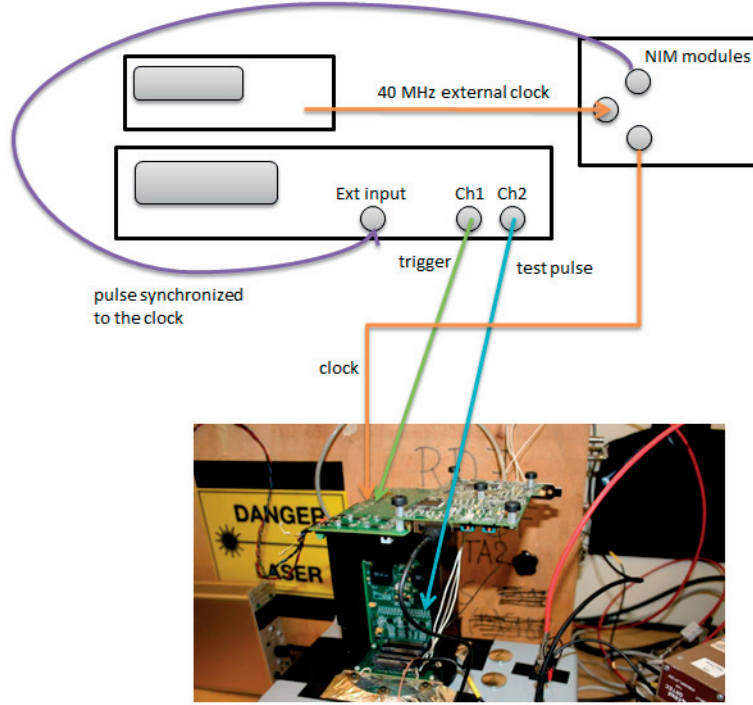 NIM modules
40 MHz external clock
Ext input
Ch1
Ch2
trigger
test pulse
pulse synchronized
to the clock
clock
DANGER
LASER
TA2